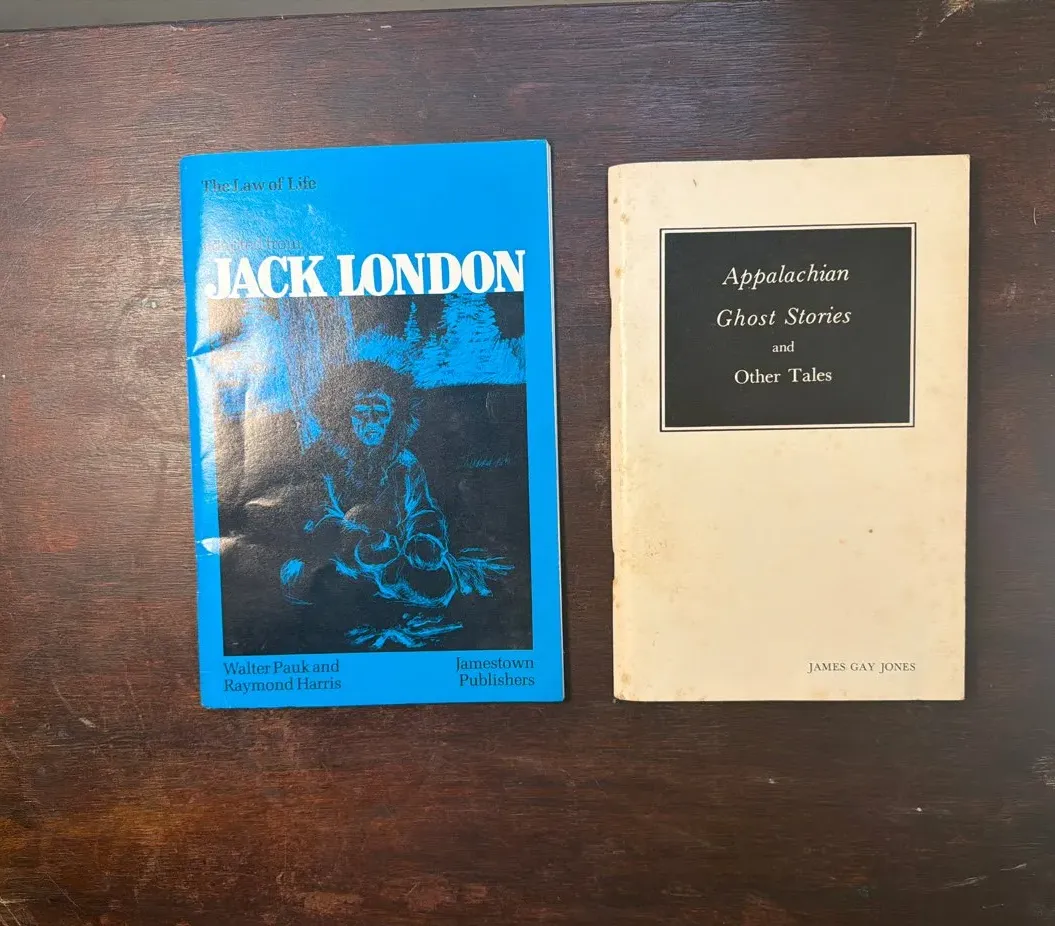 The Law of Life
JACK LONDON
Walter Pauk and
Raymond Harris
Jamestown
Publishers
Appalachian
Ghost Stories
and
Other Tales
JAMES GAY JONES